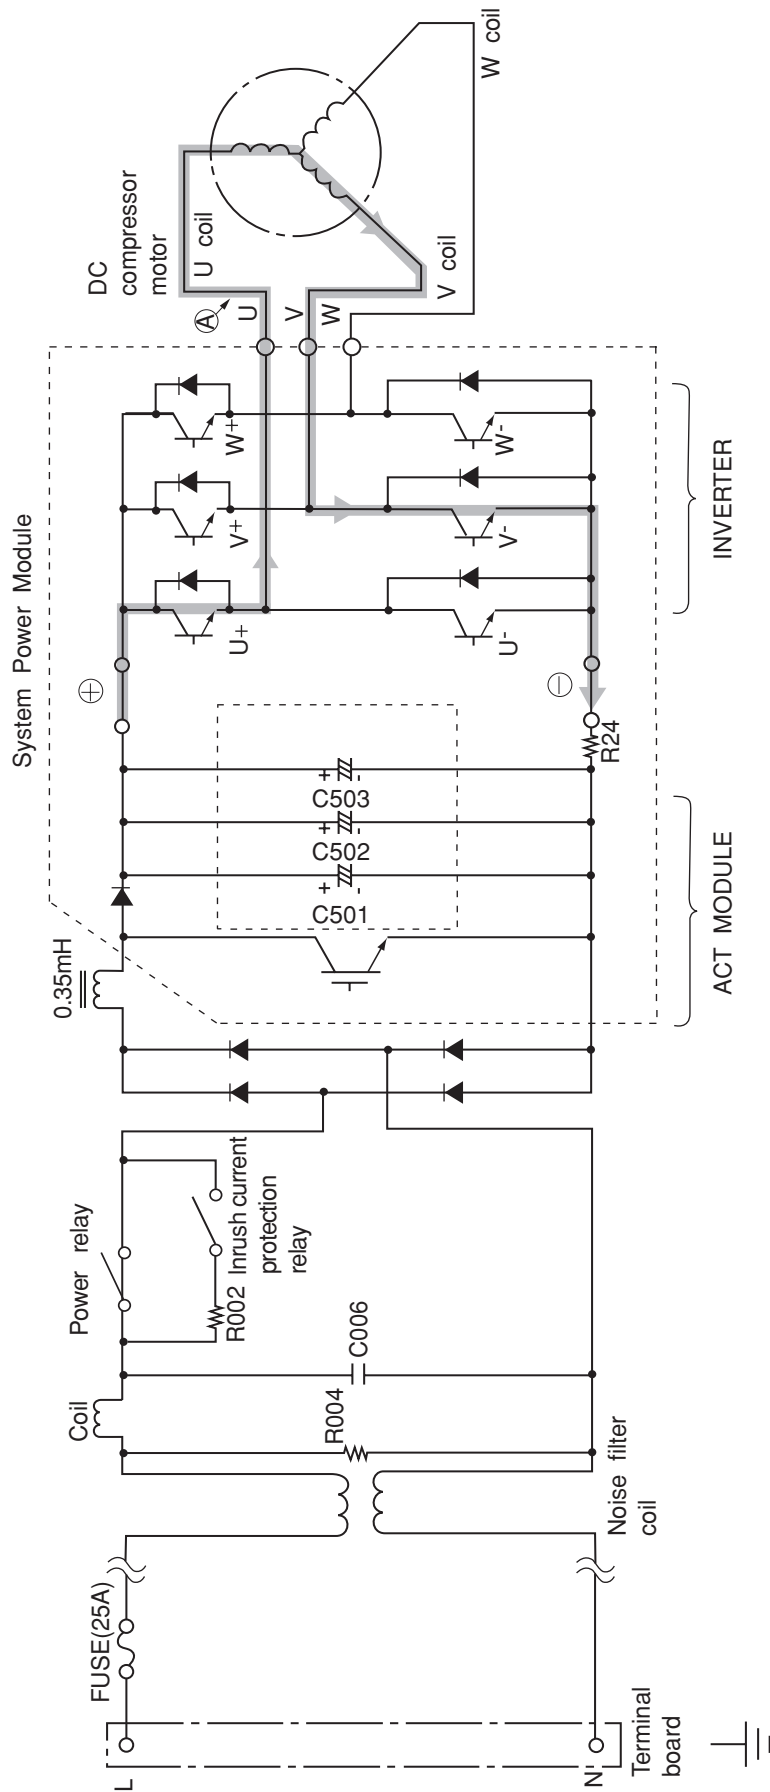 L
N
Terminal
board
FUSE(25A)
Noise filter
coil
R004
Coil
C006
Power relay
R002
Inrush current
protection
relay
0.35mH
ACT MODULE
C501
+
-
C502
+
-
C503
+
-
R24
System Power Module
+
-
U+
U-
V+
V-
W+
W-
INVERTER
A
U
V
W
DC
compressor
motor
U coil
V coil
W coil